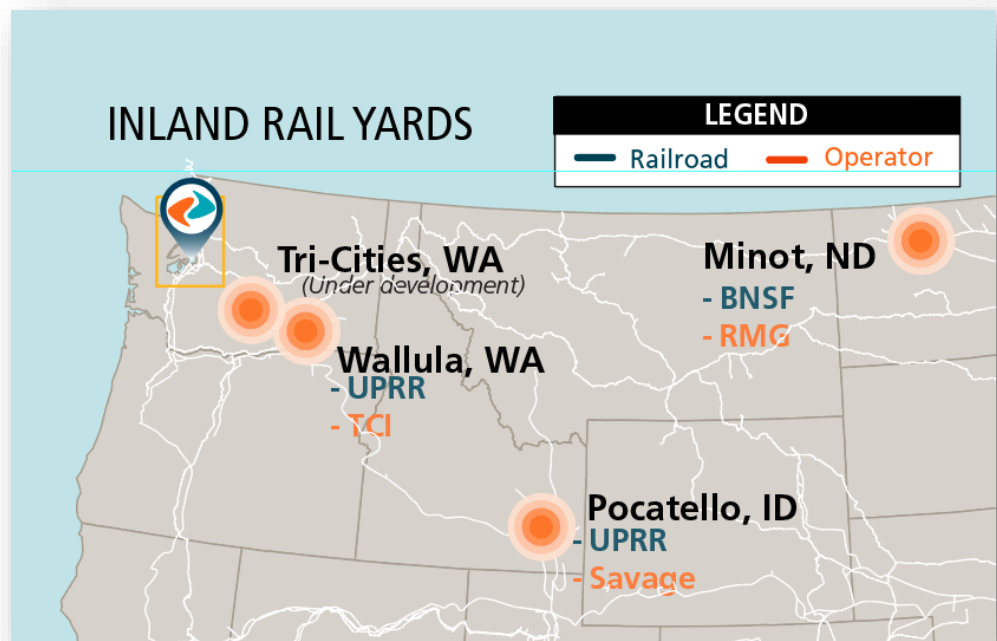 INLAND RAIL YARDS
LEGEND
Railroad Operator
Tri-Cities, WA
(Under development)
Minot, ND
- BNSF
- RMG
Wallula, WA
- UPRR
- TCI
Pocatello, ID
- UPRR
- Savage